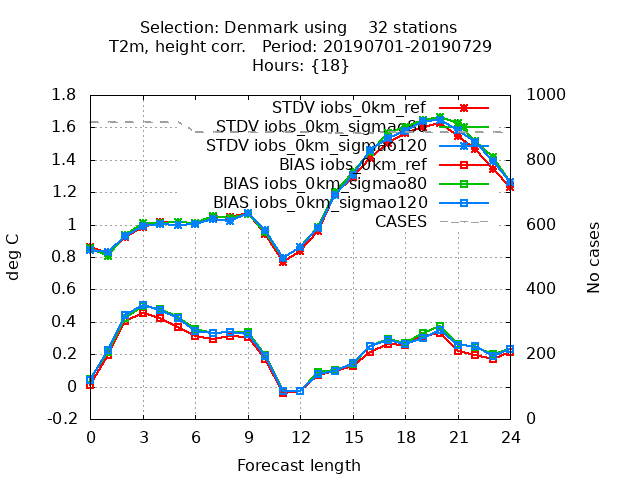 Selection: Denmark using 32 stations
T2m, height corr. Period: 20190701-20190729
Hours: {18}
1.8
1.6
1.4
1.2
1
0.8
0.6
0.4
0.2
0
-0.2
deg C
STDV iobs_0km_ref
STDV iobs_0km_sigmao80
STDV iobs_0km_sigmao120
BIAS iobs_0km_ref
BIAS iobs_0km_sigmao80
BIAS iobs_0km_sigmao120
CASES
1000
800
600
400
200
0
No cases
0 3 6 9 12 15 18 21 24
Forecast length